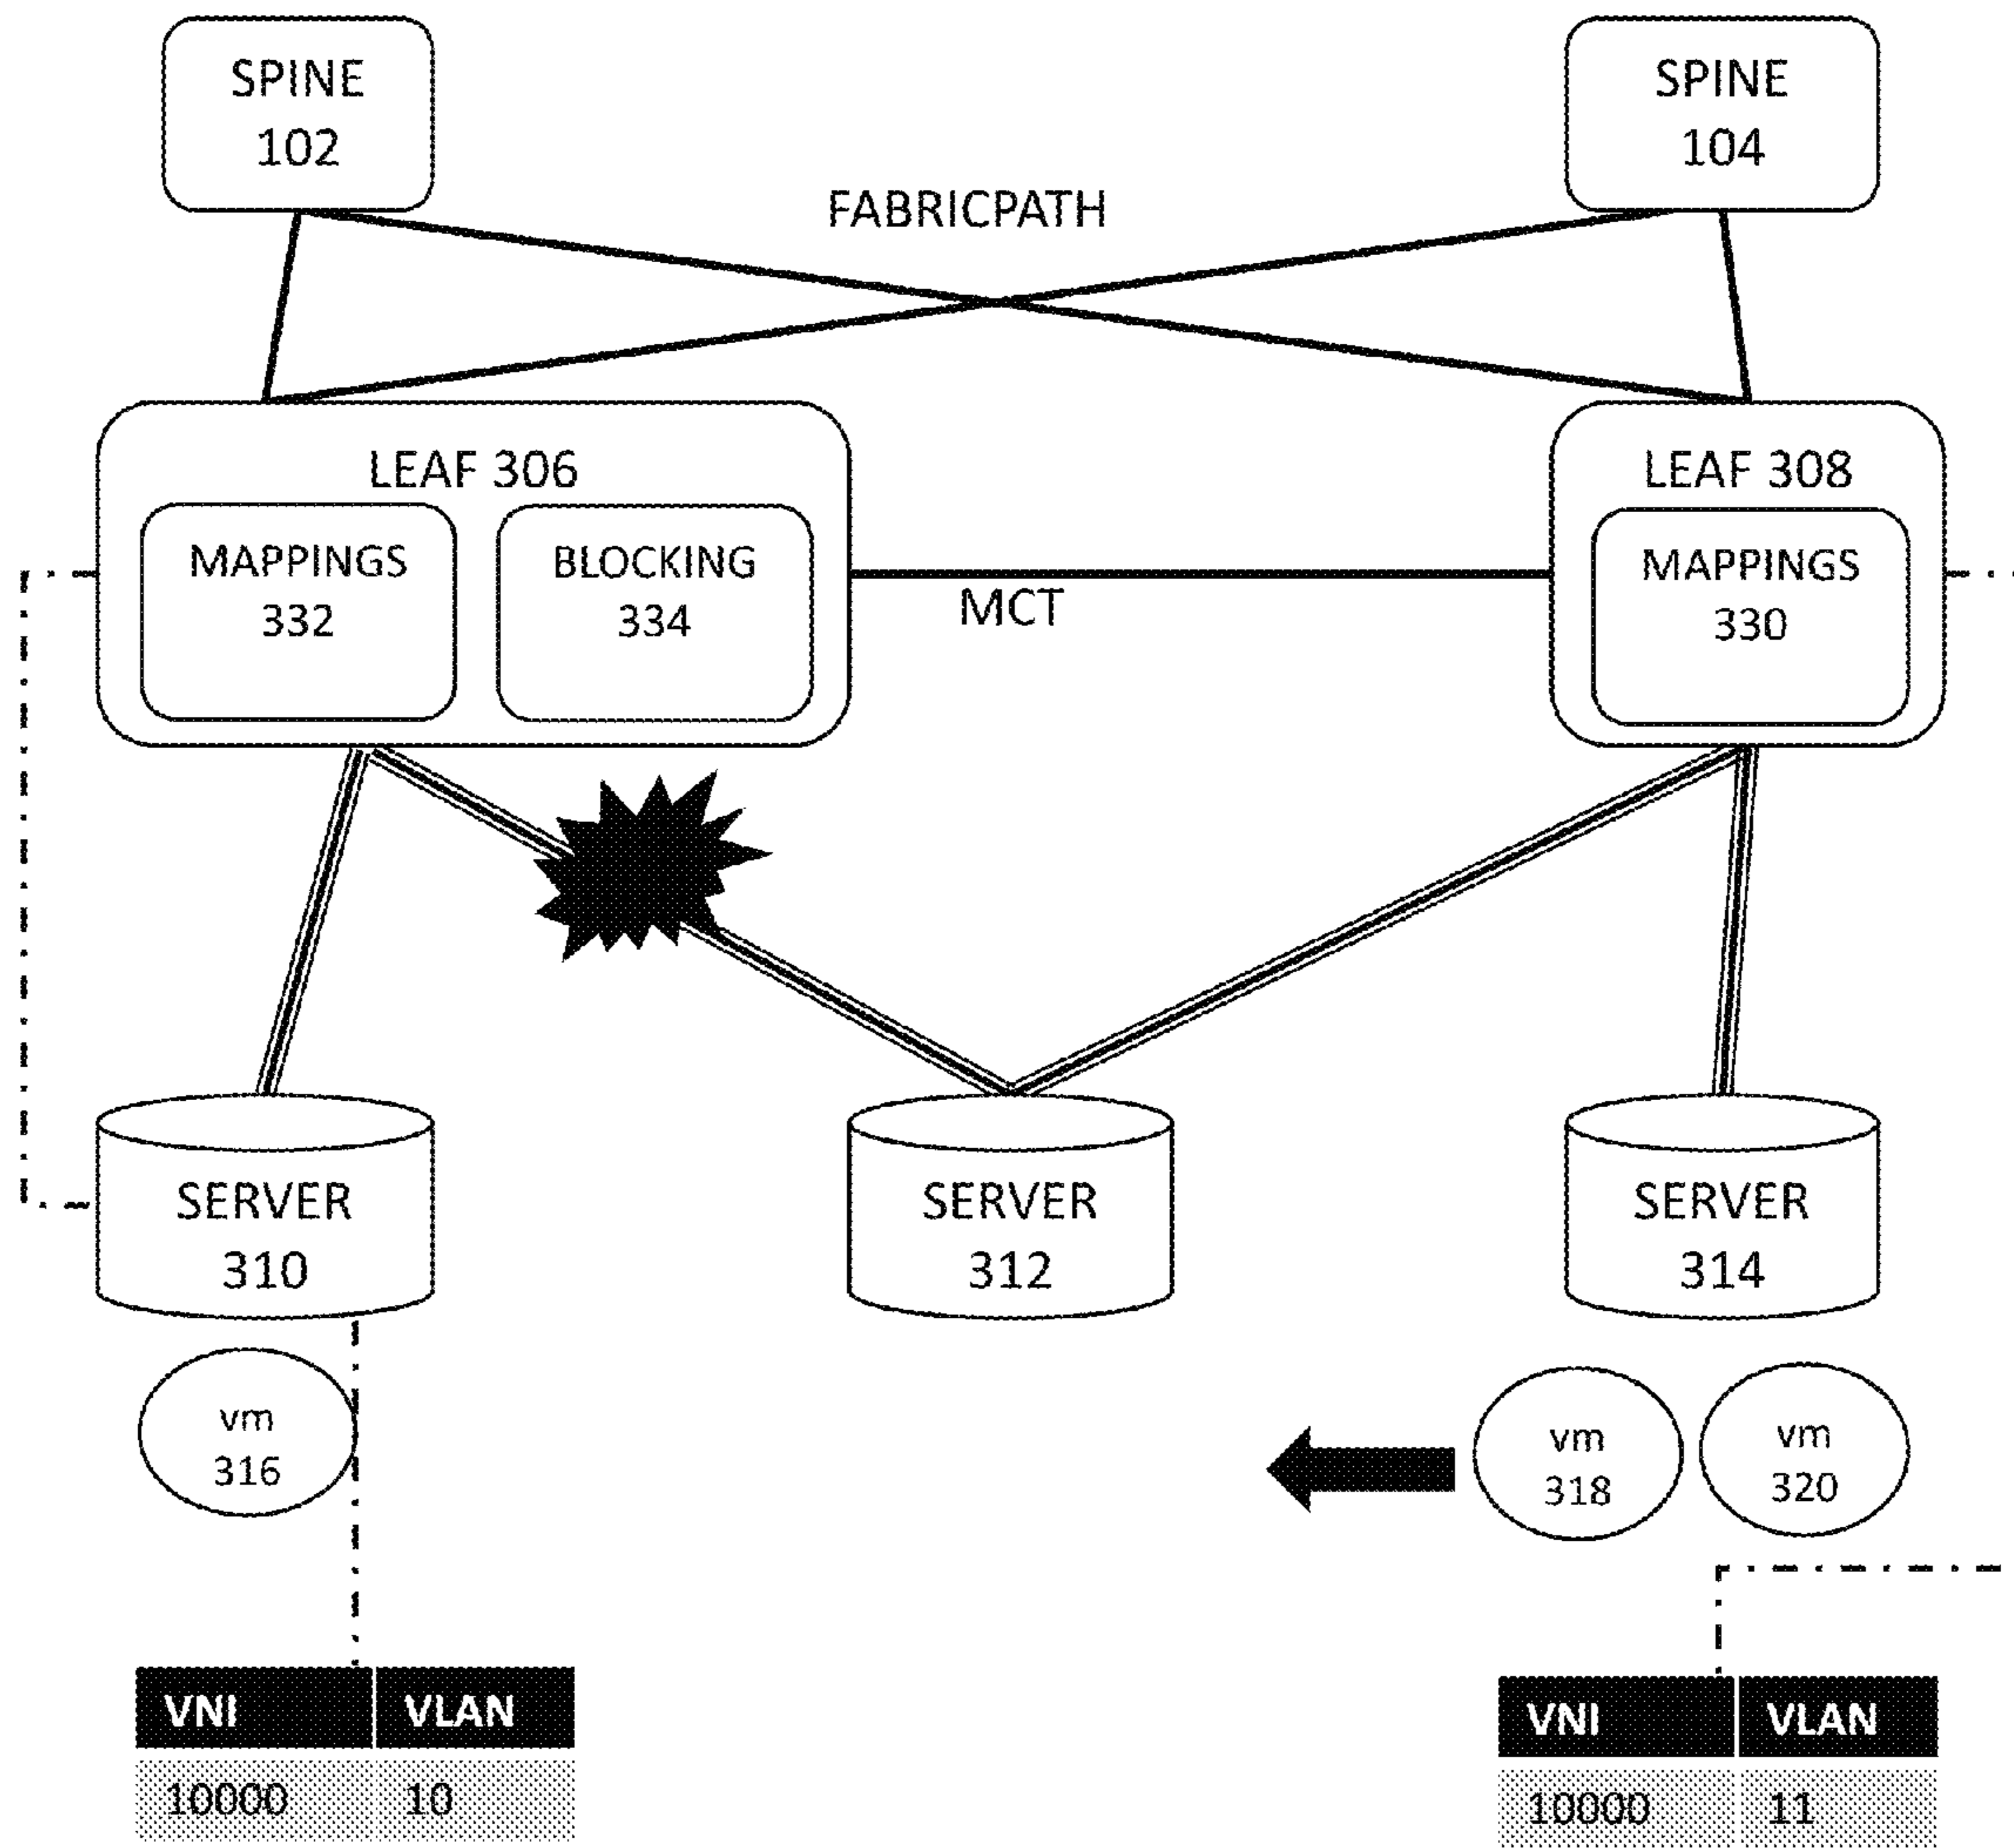 SPINE
102
SPINE
104
FABRICPATH
LEAF 306
MAPPINGS
332
BLOCKING
334
MCT
LEAF 308
MAPPINGS
330
SERVER
310
SERVER
312
SERVER
314
vm
316
vm
318
vm
320
VNI VLAN
10000 10
VNI VLAN
10000 11